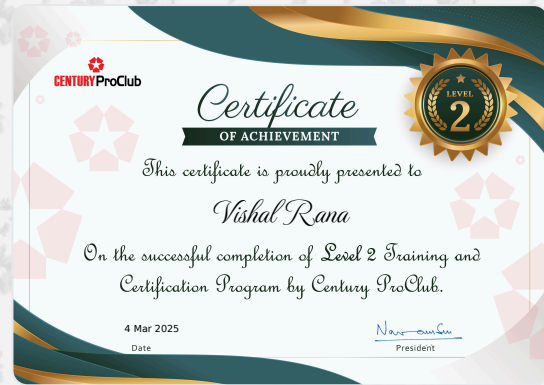 CENTURY ProClub
LEVEL
2
Certificate
OF ACHIEVEMENT
This certificate is proudly presented to
Vishal Rana
On the successful completion of Level 2 Training and
Certification Program by Century ProClub.
4 Mar 2025
Date
President